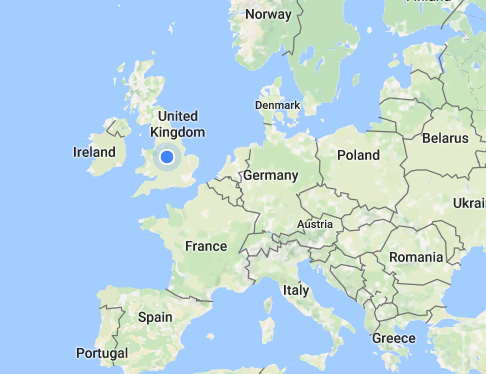 Norway
Denmark
United
Kingdom
Ireland
Belarus
Poland
Germany
Ukrai
Austria
France
Romania
Italy
Spain
Greece
Portugal